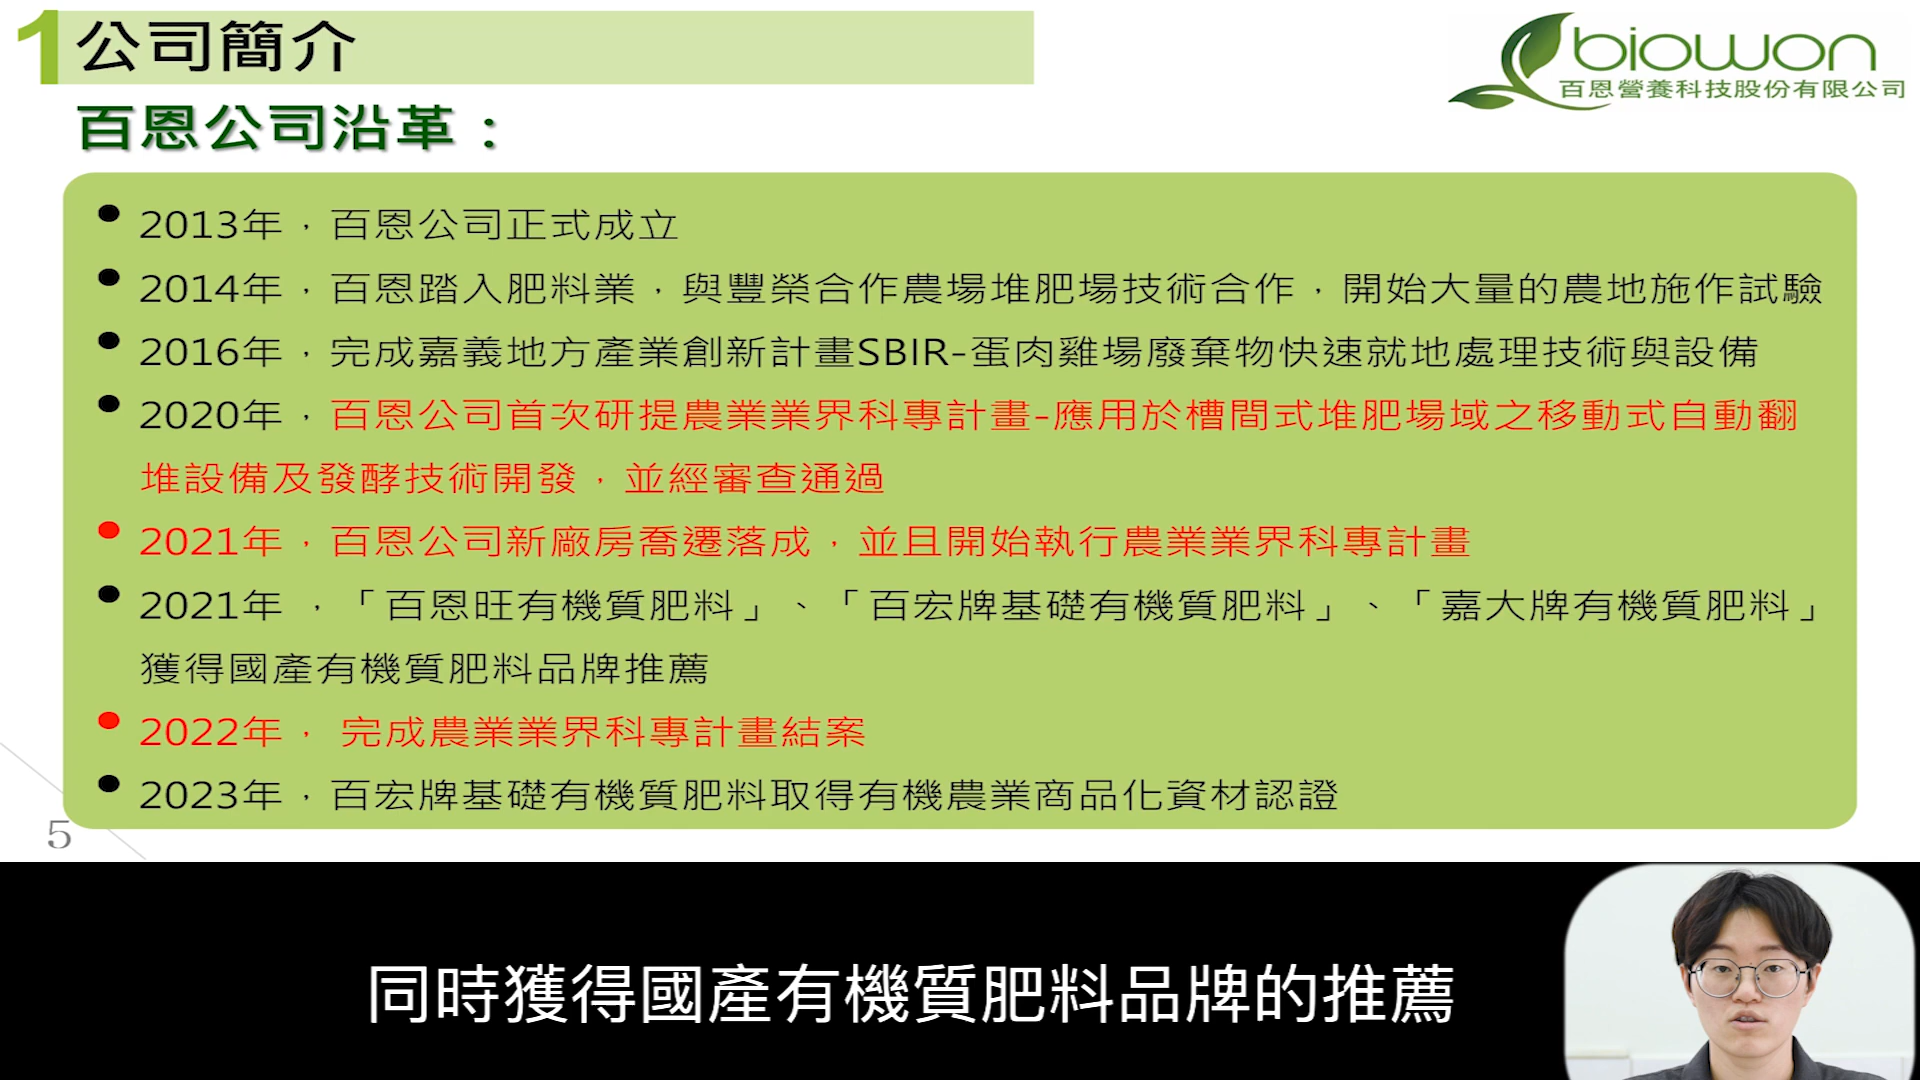 1 公司簡介
biowon
百恩營養科技股份有限公司
百恩公司沿革：
• 2013年，百恩公司正式成立
• 2014年，百恩踏入肥料業，與豐榮合作農場堆肥場技術合作，開始大量的農地施作試驗
• 2016年，完成嘉義地方產業創新計畫SBIR-蛋肉雞場廢棄物快速就地處理技術與設備
• 2020年，百恩公司首次研提農業業界科專計畫-應用於槽間式堆肥場域之移動式自動翻
堆設備及發酵技術開發，並經審查通過
• 2021年，百恩公司新廠房喬遷落成，並且開始執行農業業界科專計畫
• 2021年 ，「百恩旺有機質肥料」、「百宏牌基礎有機質肥料」、「嘉大牌有機質肥料」
獲得國產有機質肥料品牌推薦
• 2022年， 完成農業業界科專計畫結案
• 2023年，百宏牌基礎有機質肥料取得有機農業商品化資材認證
5
同時獲得國產有機質肥料品牌的推薦